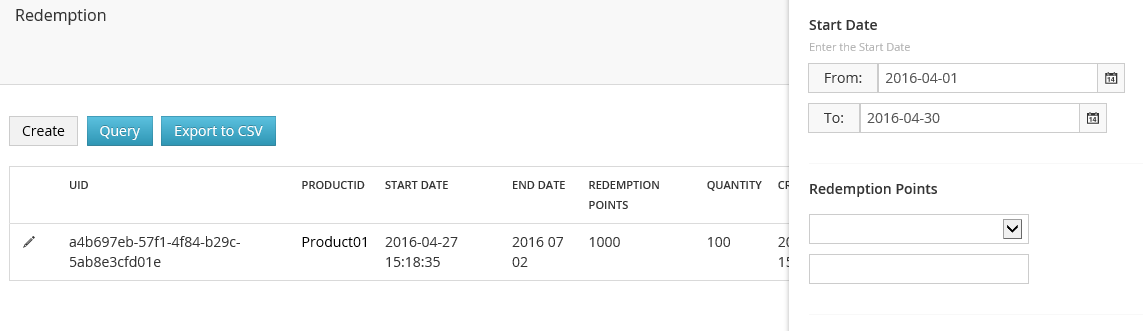 Redemption
Create Query Export to CSV
UID PRODUCTID START DATE END DATE REDEMPTION POINTS QUANTITY CR
a4b697eb-57f1-4f84-b29c-5ab8e3cfd01e Product01 2016-04-27 15:18:35 2016 07 02 1000 100 20 15
Start Date
Enter the Start Date
From: 2016-04-01
To: 2016-04-30
Redemption Points